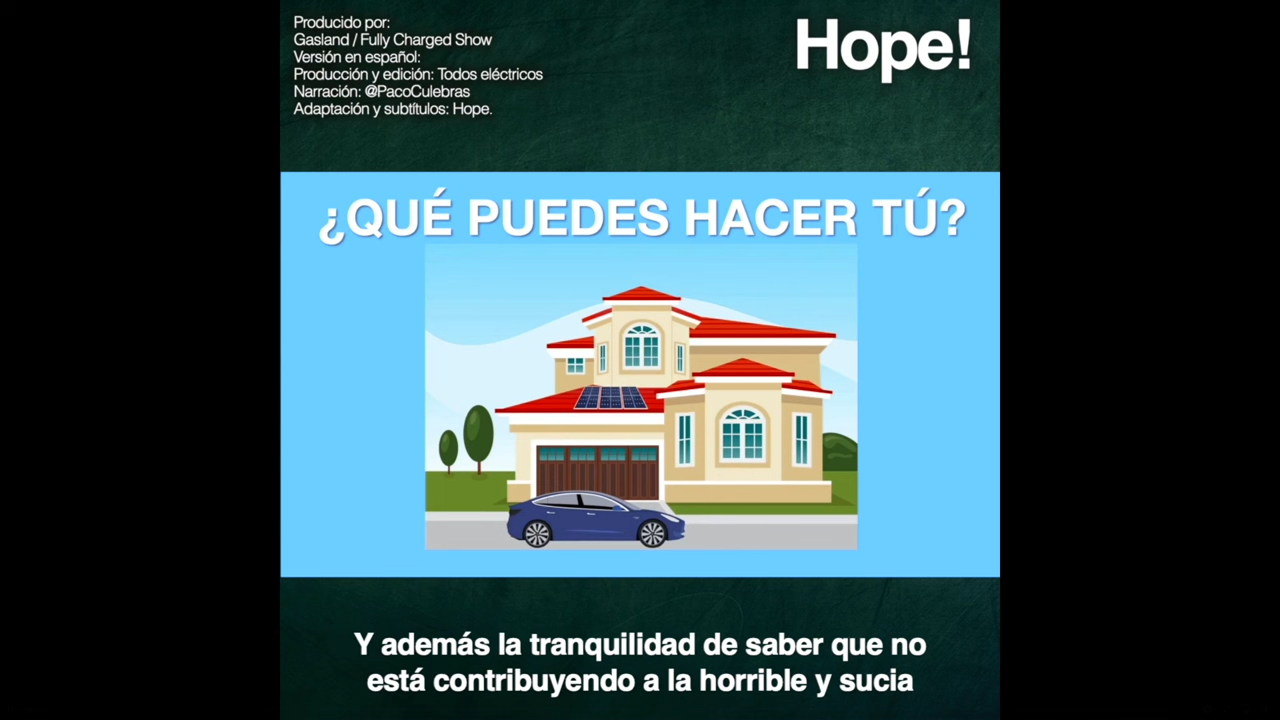 Producido por:
Gasland / Fully Charged Show
Versión en español:
Producción y edición: Todos eléctricos
Narración: @PacoCulebras
Adaptación y subtítulos: Hope.
Hope!
¿QUÉ PUEDES HACER TÚ?
Y además la tranquilidad de saber que no
está contribuyendo a la horrible y sucia